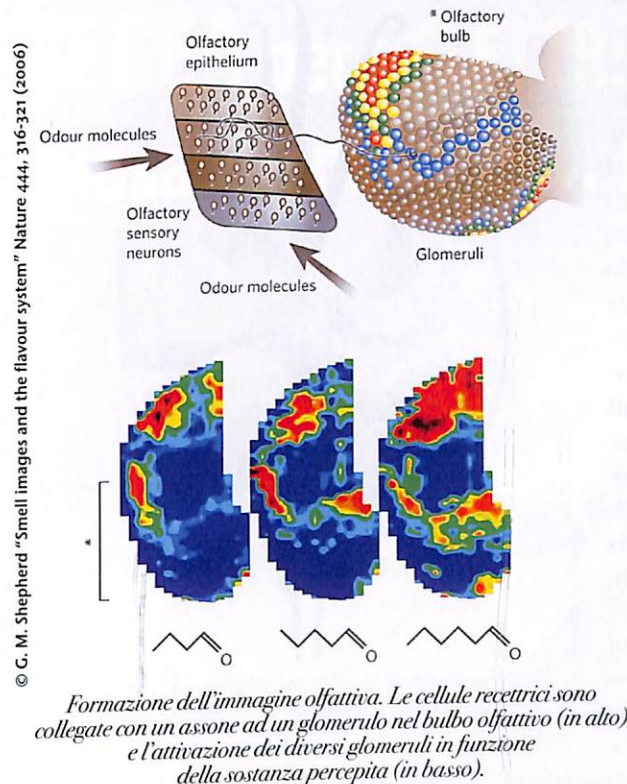 © G. M. Shepherd "Smell images and the flavour system" Nature 444, 316-321 (2006)
* Olfactory
bulb
Olfactory
epithelium
Odour molecules
Olfactory
sensory
neurons
Glomeruli
Odour molecules
*
O
O
O
Formazione dell'immagine olfattiva. Le cellule recettrici sono
collegate con un assone ad un glomerulo nel bulbo olfattivo (in alto)
e l'attivazione dei diversi glomeruli in funzione
della sostanza percepita (in basso).